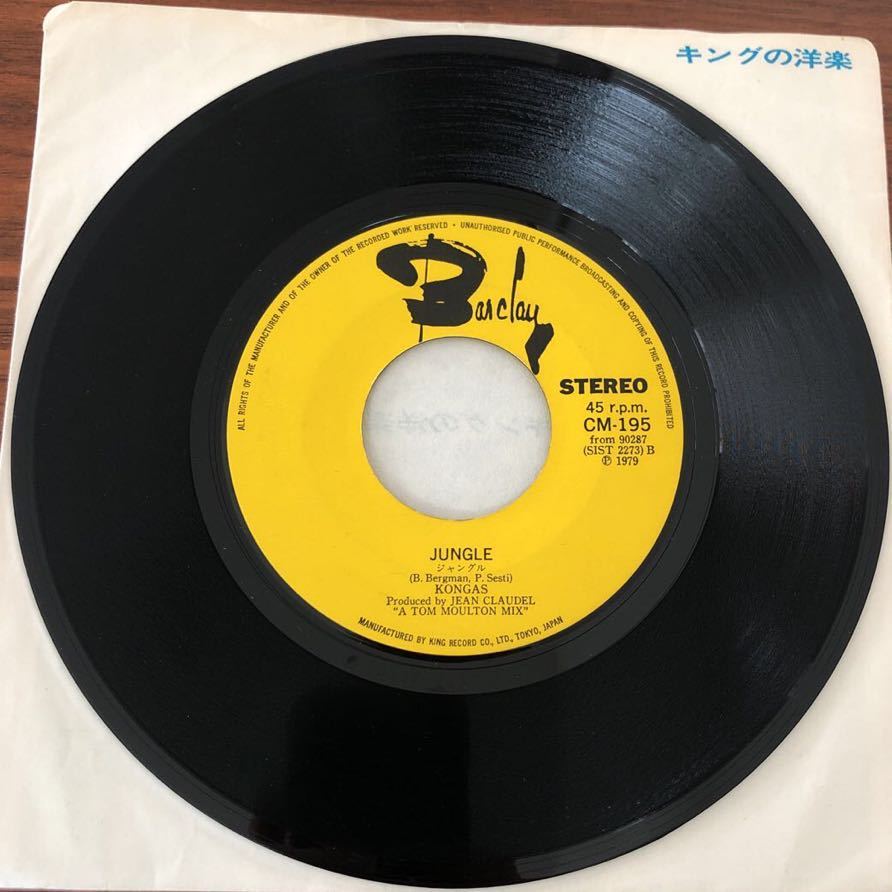 キングの洋楽
ALL RIGHTS OF THE MANUFACTURER AND OF THE OWNER OF THE RECORDED WORK RESERVED • UNAUTHORISED PUBLIC PERFORMANCE BROADCASTING AND COPYING OF THIS RECORD PROHIBITED
Barclay
STEREO
45 r.p.m.
CM-195
from 90287
(SIST 2273) B
℗ 1979
JUNGLE
ジャングル
(B. Bergman, P. Sesti)
KONGAS
Produced by JEAN CLAUDEL
"A TOM MOULTON MIX"
MANUFACTURED BY KING RECORD CO., LTD., TOKYO, JAPAN